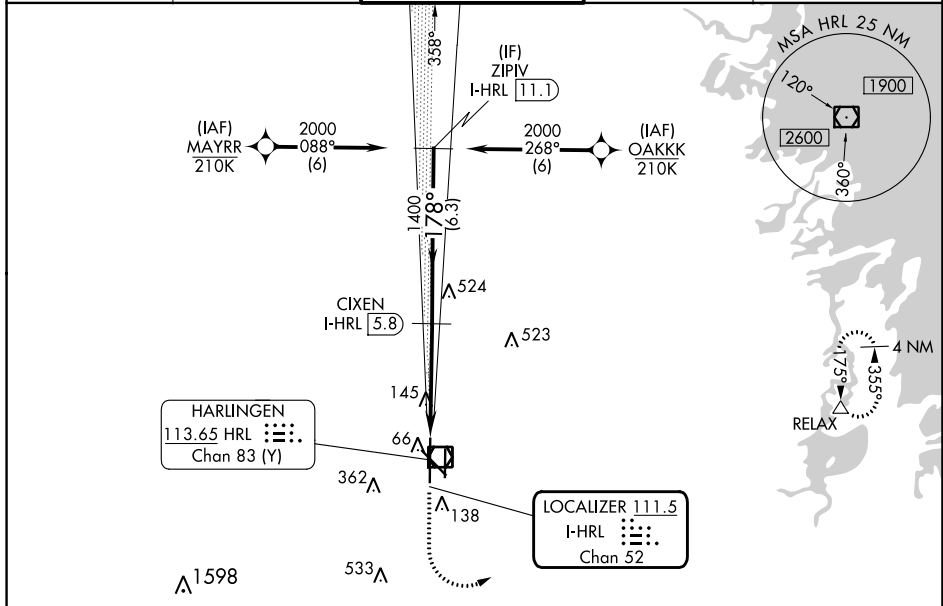 358°
(IF)
ZIPIV
I-HRL 11.1
MSA HRL 25 NM
120°
1900
2600
360°
(IAF)
MAYRR
210K
2000
088°
(6)
2000
268°
(6)
(IAF)
OAKKK
210K
1400
178°
(6.3)
524
CIXEN
I-HRL 5.8
523
4 NM
175°
355°
RELAX
145
HARLINGEN
113.65 HRL
Chan 83 (Y)
66
362
138
LOCALIZER 111.5
I-HRL
Chan 52
1598
533